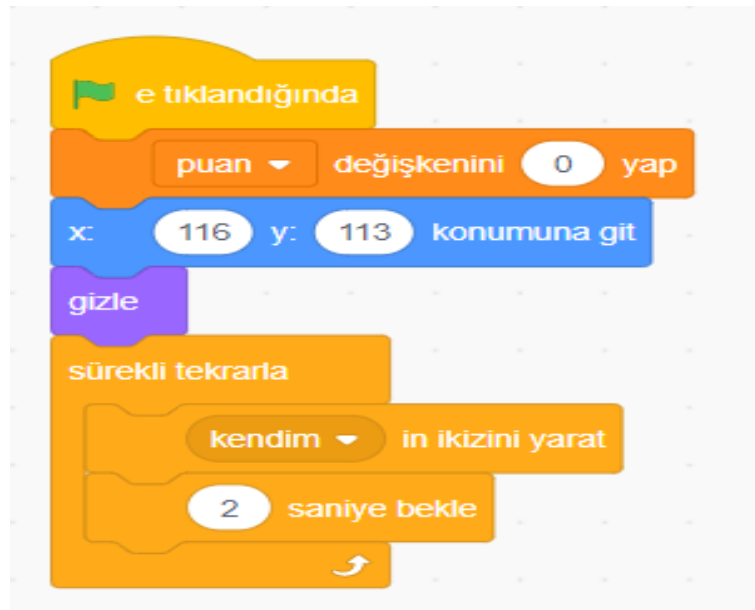 e tıklandığında
puan değişkenini 0 yap
x: 116 y: 113 konumuna git
gizle
sürekli tekrarla
kendim in ikizini yarat
2 saniye bekle